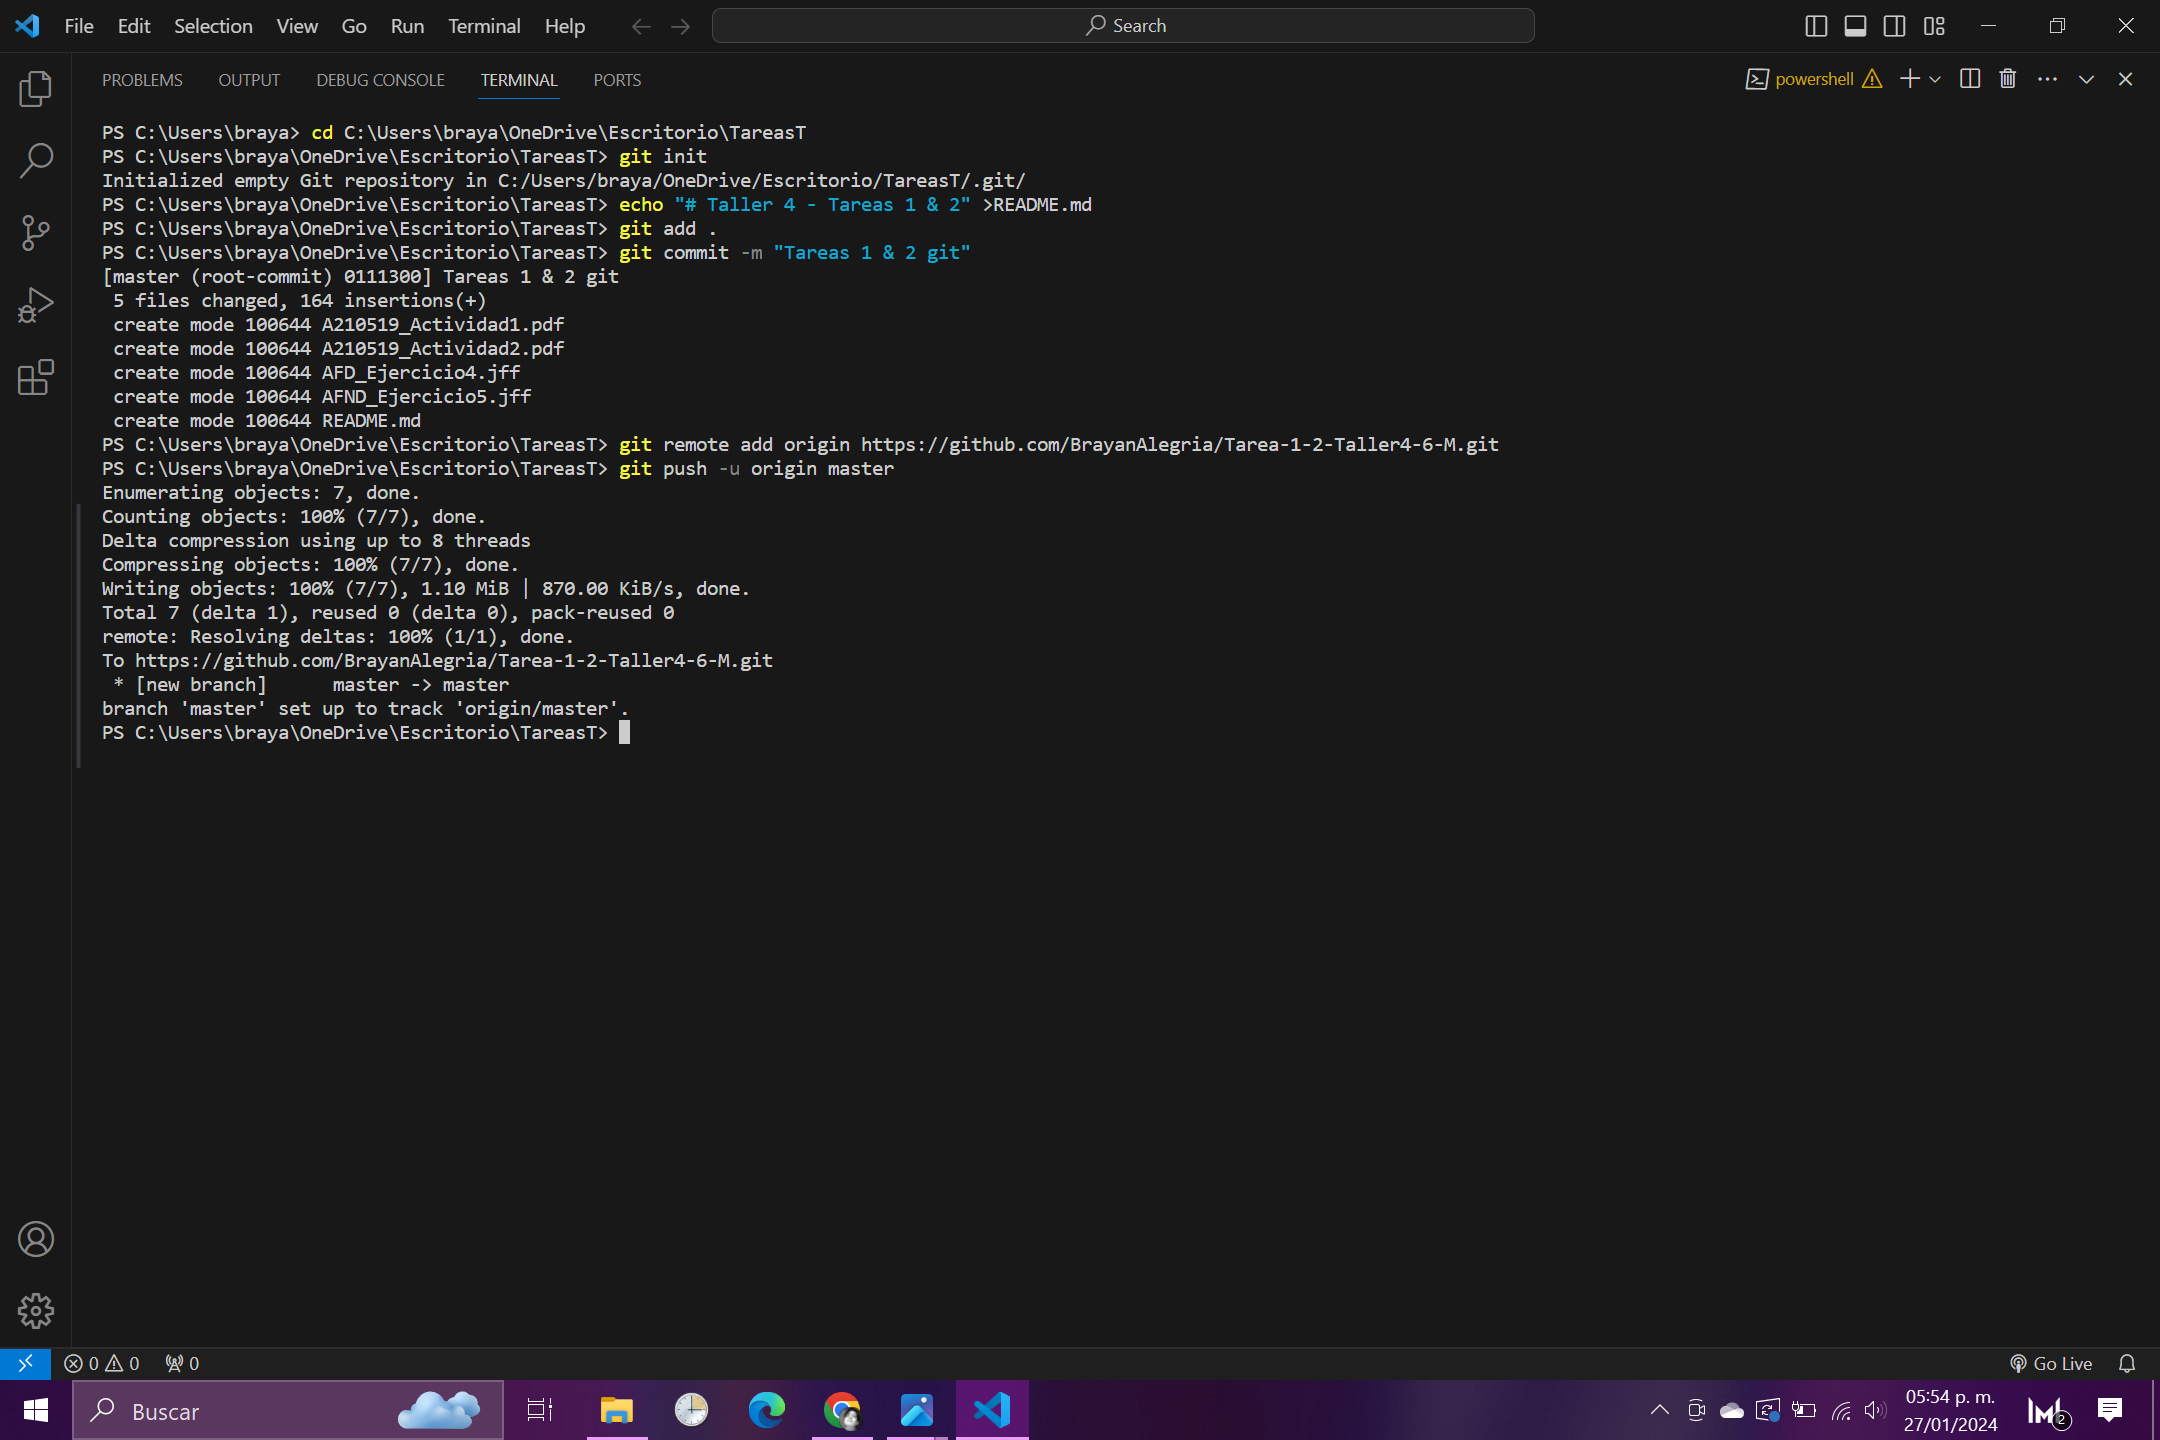 File Edit Selection View Go Run Terminal Help Search
PROBLEMS OUTPUT DEBUG CONSOLE TERMINAL PORTS powershell
PS C:\Users\braya> cd C:\Users\braya\OneDrive\Escritorio\TareasT
PS C:\Users\braya\OneDrive\Escritorio\TareasT> git init
Initialized empty Git repository in C:/Users/braya/OneDrive/Escritorio/TareasT/.git/
PS C:\Users\braya\OneDrive\Escritorio\TareasT> echo "# Taller 4 - Tareas 1 & 2" >README.md
PS C:\Users\braya\OneDrive\Escritorio\TareasT> git add .
PS C:\Users\braya\OneDrive\Escritorio\TareasT> git commit -m "Tareas 1 & 2 git"
[master (root-commit) 0111300] Tareas 1 & 2 git
 5 files changed, 164 insertions(+)
 create mode 100644 A210519_Actividad1.pdf
 create mode 100644 A210519_Actividad2.pdf
 create mode 100644 AFD_Ejercicio4.jff
 create mode 100644 AFND_Ejercicio5.jff
 create mode 100644 README.md
PS C:\Users\braya\OneDrive\Escritorio\TareasT> git remote add origin https://github.com/BrayanAlegria/Tarea-1-2-Taller4-6-M.git
PS C:\Users\braya\OneDrive\Escritorio\TareasT> git push -u origin master
Enumerating objects: 7, done.
Counting objects: 100% (7/7), done.
Delta compression using up to 8 threads
Compressing objects: 100% (7/7), done.
Writing objects: 100% (7/7), 1.10 MiB | 870.00 KiB/s, done.
Total 7 (delta 1), reused 0 (delta 0), pack-reused 0
remote: Resolving deltas: 100% (1/1), done.
To https://github.com/BrayanAlegria/Tarea-1-2-Taller4-6-M.git
 * [new branch]      master -> master
branch 'master' set up to track 'origin/master'.
PS C:\Users\braya\OneDrive\Escritorio\TareasT>
0 0 0 Go Live
Buscar
05:54 p. m.
27/01/2024
2